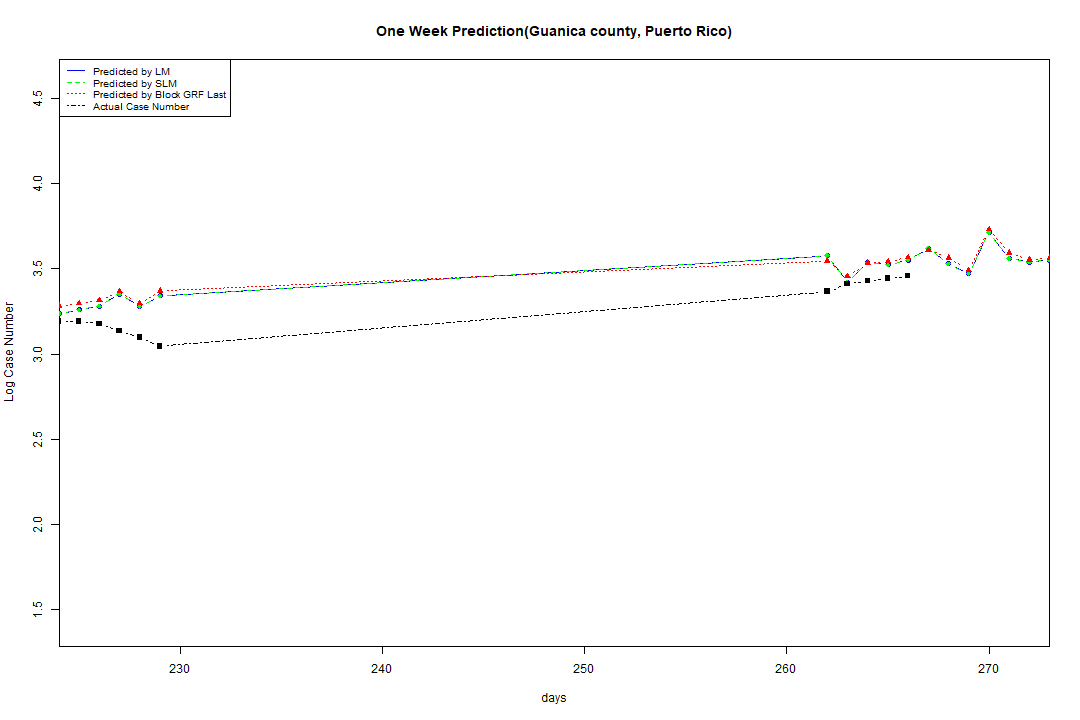 One Week Prediction(Guanica county, Puerto Rico)
Predicted by LM
Predicted by SLM
Predicted by Block GRF Last
Actual Case Number
4.5
4.0
3.5
3.0
2.5
2.0
1.5
Log Case Number
230
240
250
260
270
days